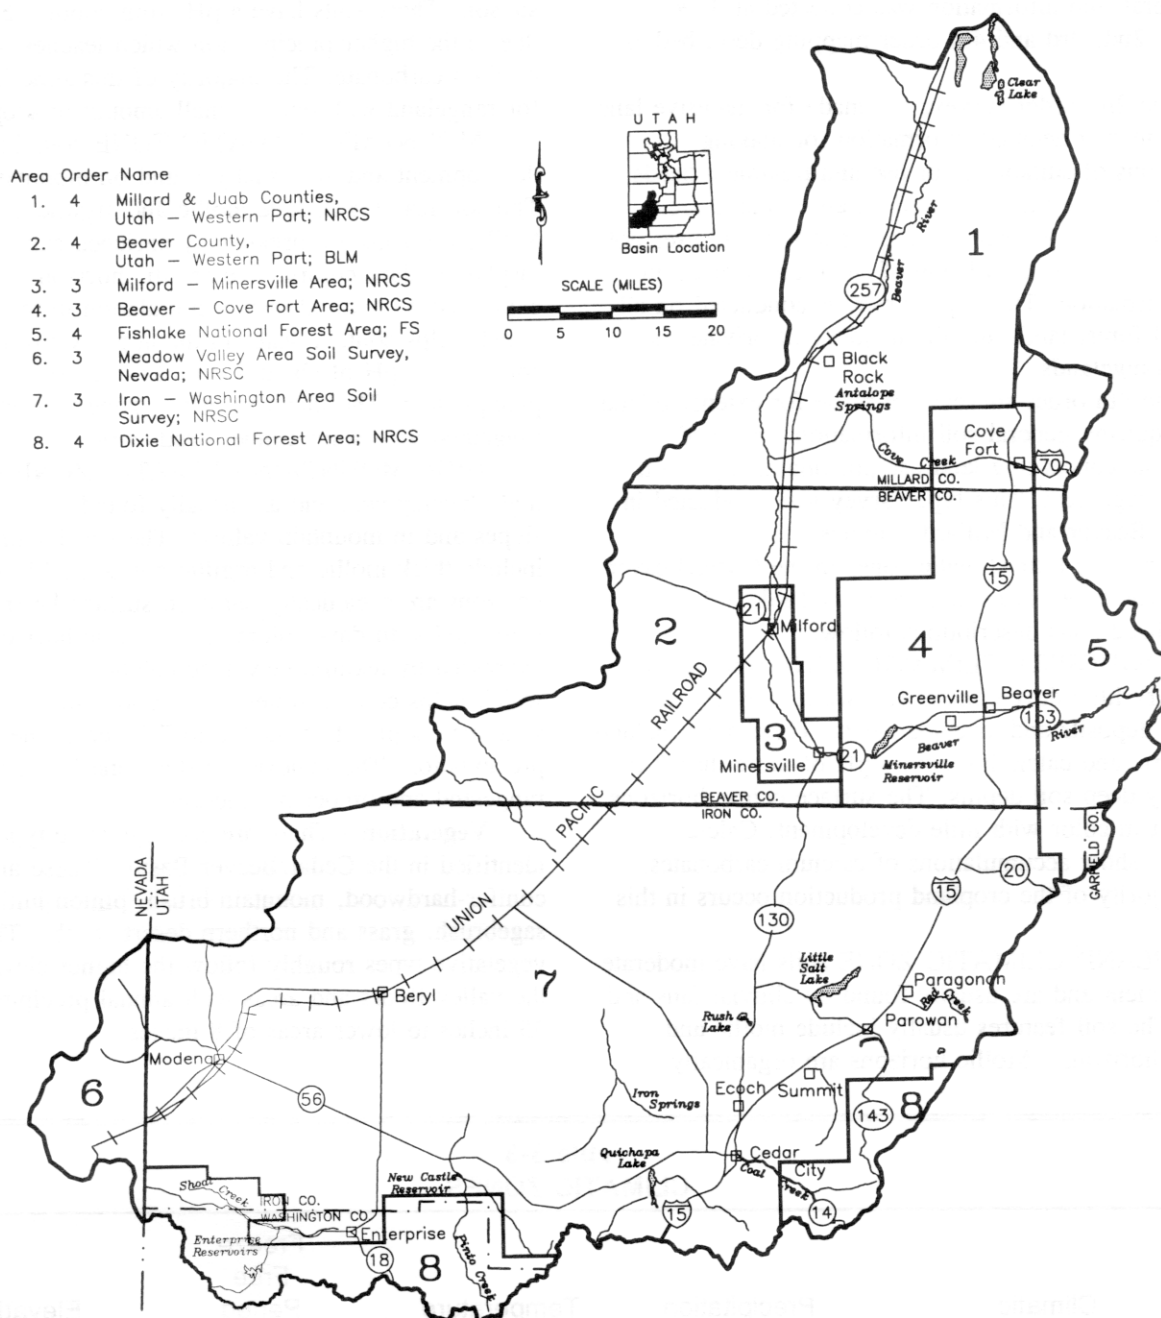 Area Order Name
1. 4 Millard & Juab Counties,
Utah – Western Part; NRCS
2. 4 Beaver County,
Utah – Western Part; BLM
3. 3 Milford – Minersville Area; NRCS
4. 3 Beaver – Cove Fort Area; NRCS
5. 4 Fishlake National Forest Area; FS
6. 3 Meadow Valley Area Soil Survey,
Nevada; NRSC
7. 3 Iron – Washington Area Soil
Survey; NRSC
8. 4 Dixie National Forest Area; NRCS
UTAH
Basin Location
SCALE (MILES)
0 5 10 15 20
Clear
Lake
Beaver
River
1
257
Black
Rock
Antalope
Springs
Cove
Fort
Cove Creek
70
MILLARD CO.
BEAVER CO.
15
2
21
Milford
4
5
RAILROAD
Greenville
Beaver
153
River
3
Beaver
Minersville
21
Minersville
Reservoir
PACIFIC
BEAVER CO.
IRON CO.
GARFIELD CO.
NEVADA
UTAH
20
15
UNION
130
7
Little
Salt
Lake
Paragonah
Red Creek
Beryl
Rush
Lake
Parowan
Modena
6
56
Iron
Springs
Ecoch
Summit
143
8
Quichapa
Lake
Cedar
City
Coal Creek
Shoal Creek
New Castle
Reservoir
IRON CO.
WASHINGTON CO.
15
14
Enterprise
Reservoirs
Enterprise
18
8
Pinto Creek